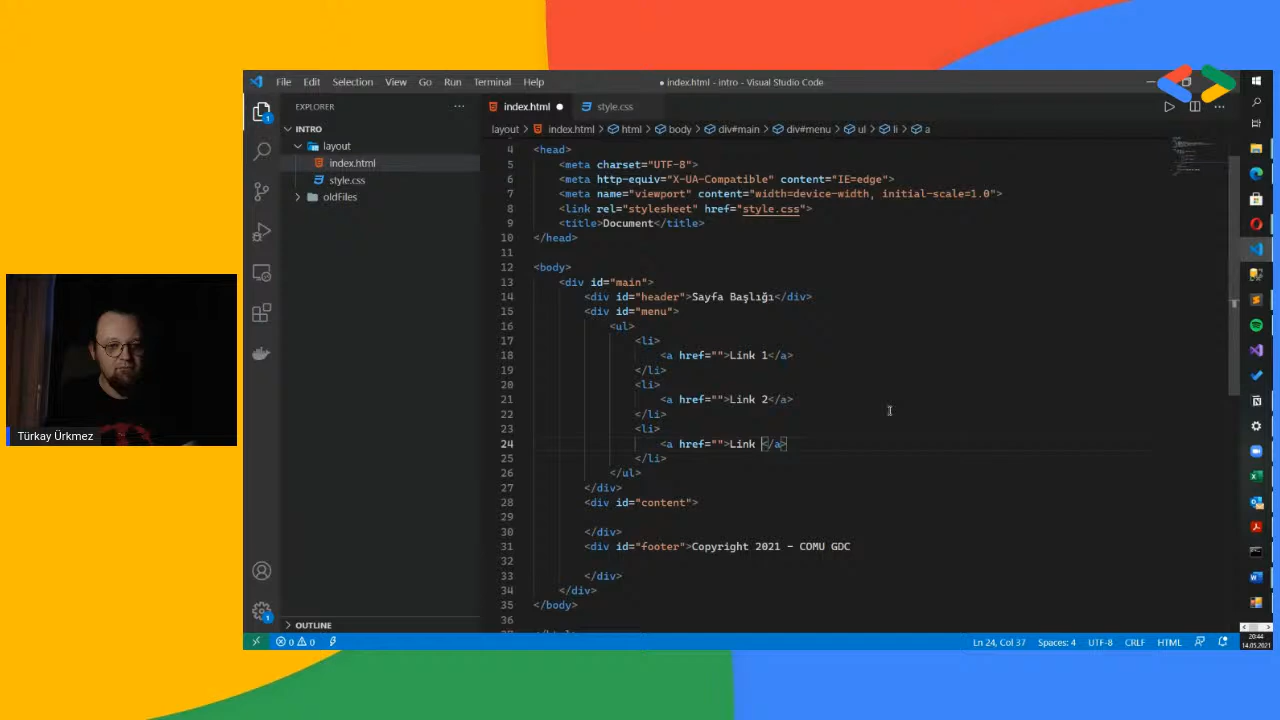 File Edit Selection View Go Run Terminal Help
● index.html - intro - Visual Studio Code
EXPLORER
INTRO
layout
index.html
style.css
oldFiles
OUTLINE
index.html
style.css
layout > index.html > html > body > div#main > div#menu > ul > li > a
4 <head>
5 <meta charset="UTF-8">
6 <meta http-equiv="X-UA-Compatible" content="IE=edge">
7 <meta name="viewport" content="width=device-width, initial-scale=1.0">
8 <link rel="stylesheet" href="style.css">
9 <title>Document</title>
10 </head>
11
12 <body>
13 <div id="main">
14 <div id="header">Sayfa Başlığı</div>
15 <div id="menu">
16 <ul>
17 <li>
18 <a href="">Link 1</a>
19 </li>
20 <li>
21 <a href="">Link 2</a>
22 </li>
23 <li>
24 <a href="">Link </a>
25 </li>
26 </ul>
27 </div>
28 <div id="content">
29
30 </div>
31 <div id="footer">Copyright 2021 - COMU GDC
32
33 </div>
34 </div>
35 </body>
36
Türkay Ürkmez
0 0
Ln 24, Col 37 Spaces: 4 UTF-8 CRLF HTML
20:44
14.05.2021